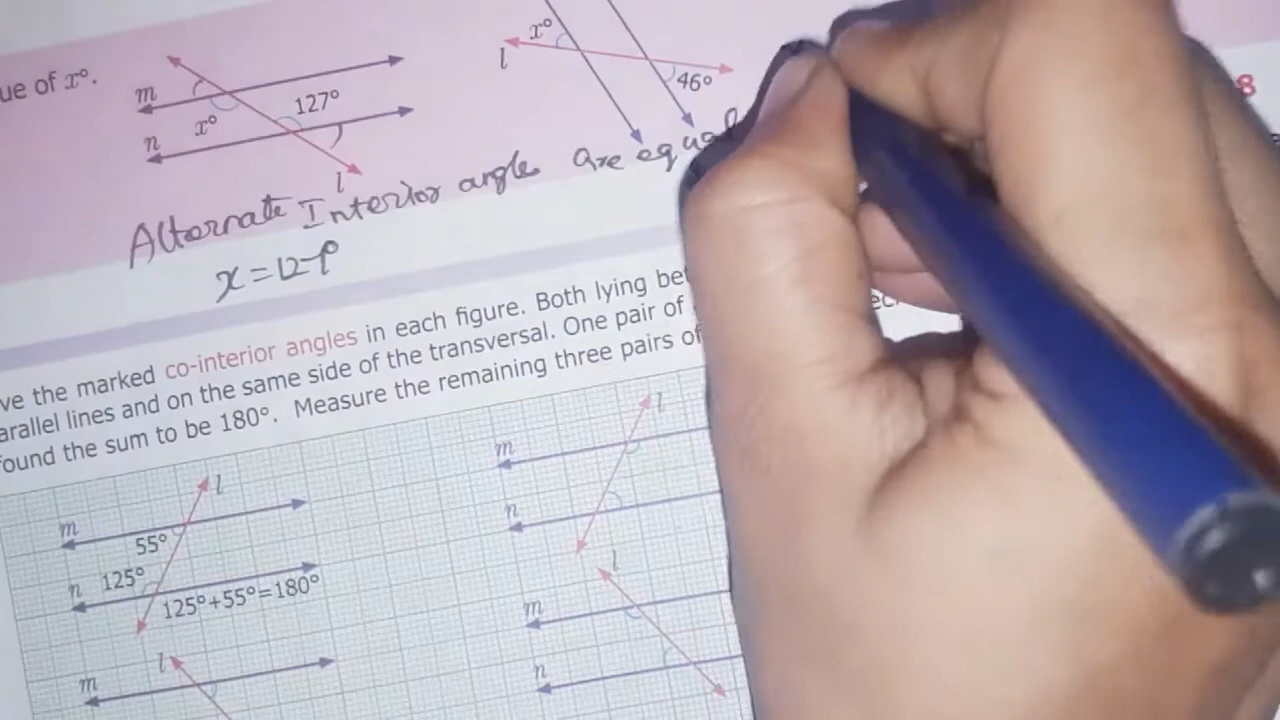 ue of x°.
m
127°
x°
n
l
x°
l
46°
8
Alternate Interior angle are equal
x = 127°
ve the marked co-interior angles in each figure. Both lying be
arallel lines and on the same side of the transversal. One pair of
found the sum to be 180°. Measure the remaining three pairs of
l
m
55°
n 125°
125°+55°=180°
l
m
n
l
m
l
m
n